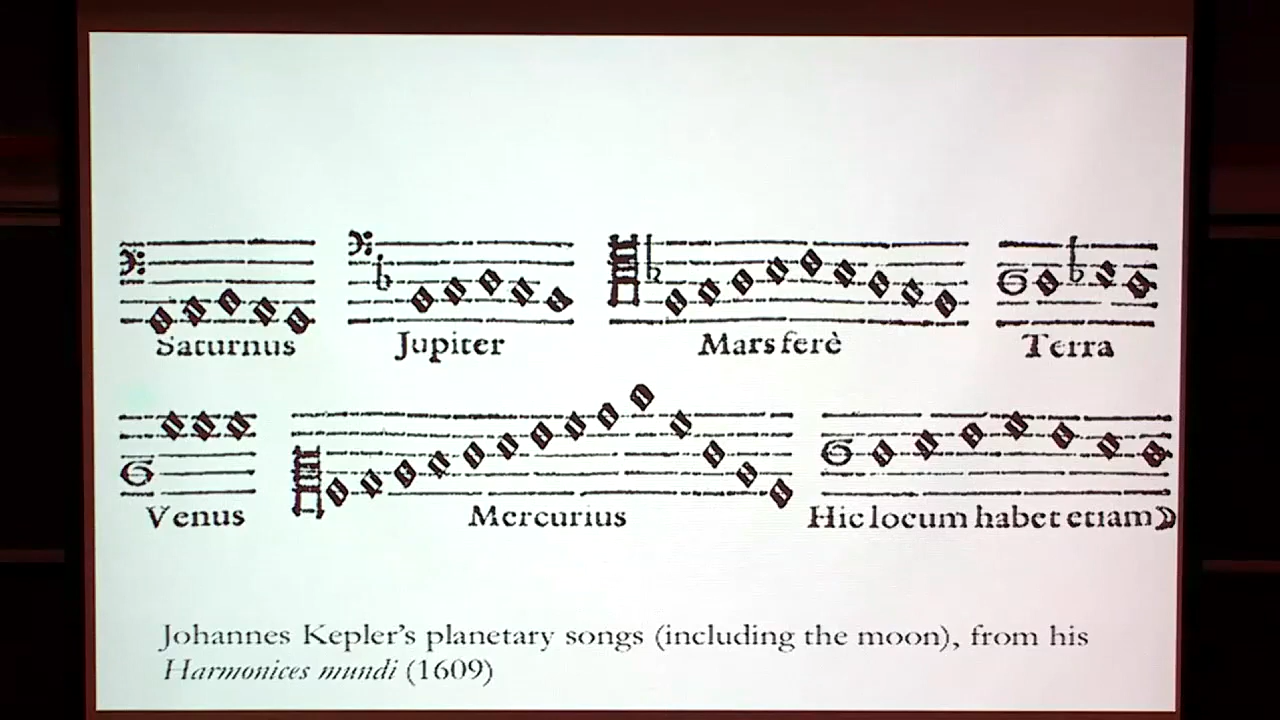 Saturnus Jupiter Mars ferè Terra
Venus Mercurius Hic locum habet etiam ☽
Johannes Kepler’s planetary songs (including the moon), from his
Harmonices mundi (1609)